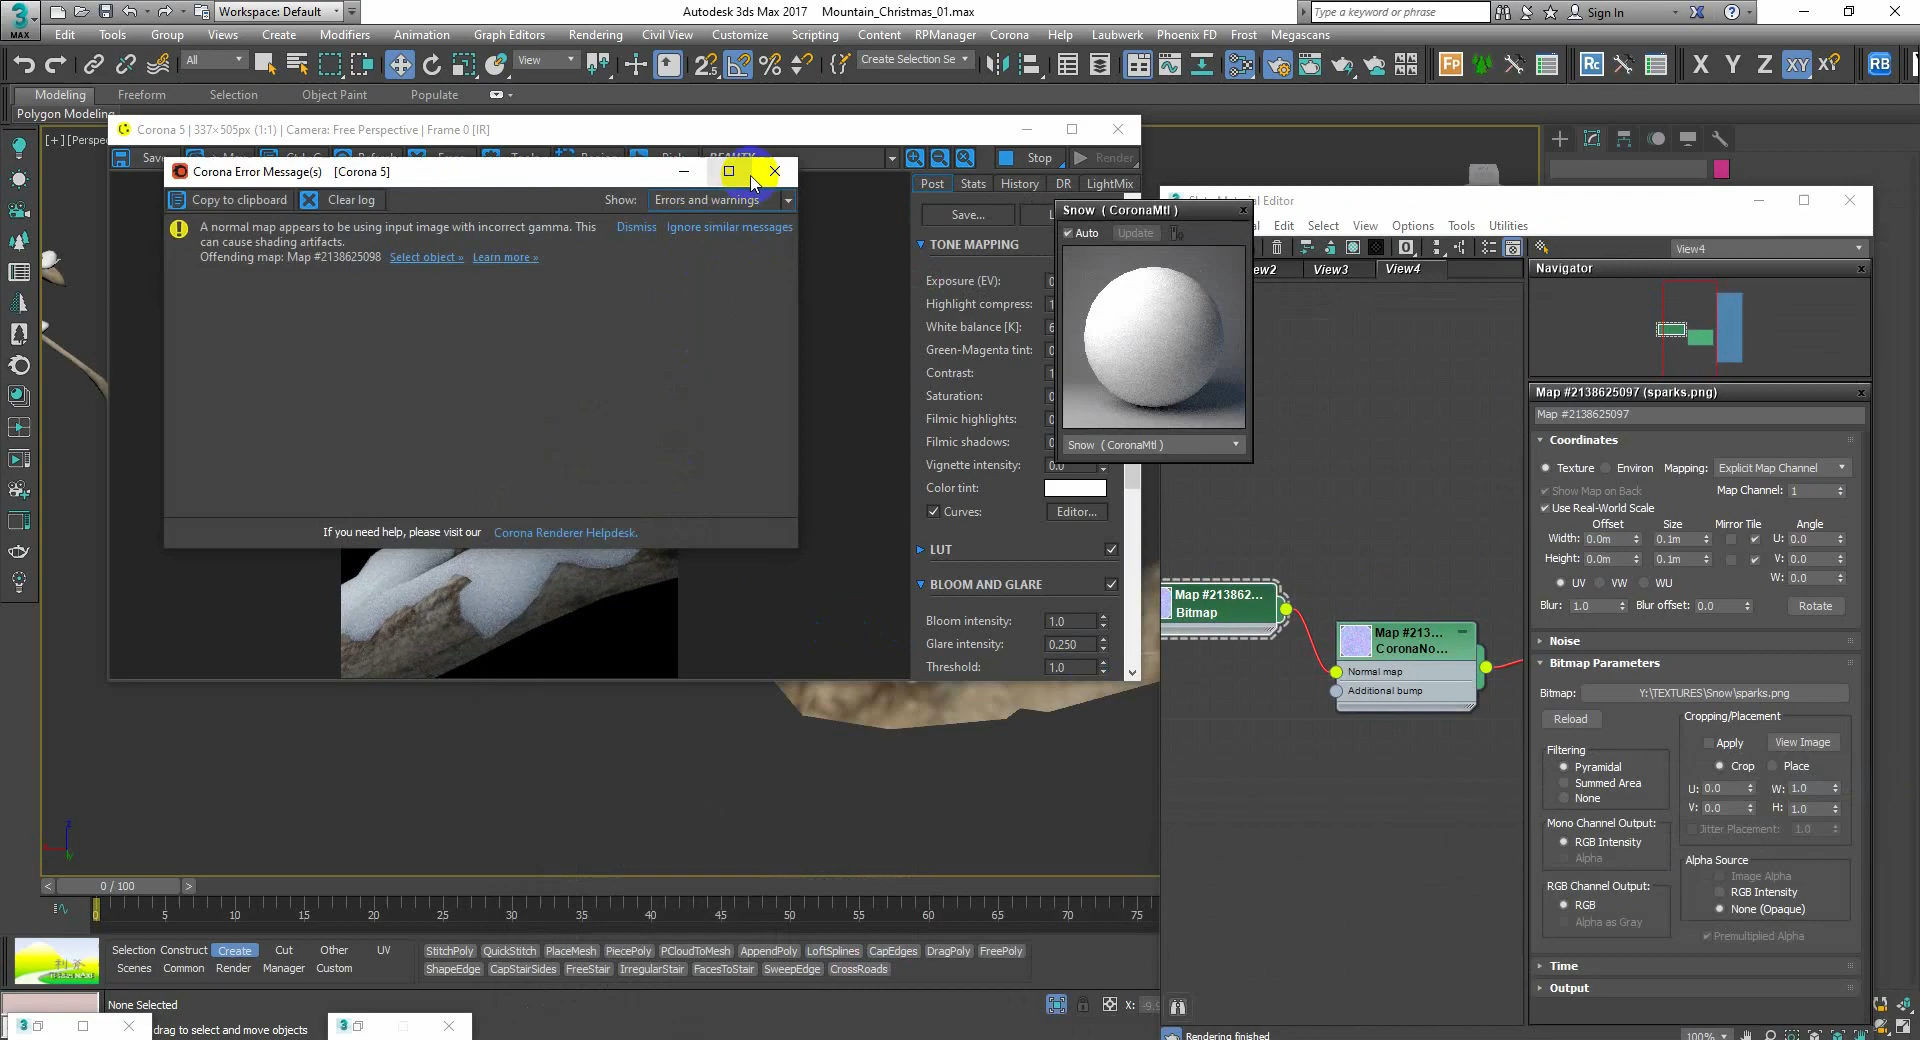 Workspace: Default
Autodesk 3ds Max 2017 Mountain_Christmas_01.max
Type a keyword or phrase
Sign In
MAX
Edit Tools Group Views Create Modifiers Animation Graph Editors Rendering Civil View Customize Scripting Content RPManager Corona Help Laubwerk Phoenix FD Frost Megascans
All
View
Create Selection Se
X Y Z XY X? RB
Modeling Freeform Selection Object Paint Populate
Polygon Modeling
[+] [Perspe
Corona 5 | 337×505px (1:1) | Camera: Free Perspective | Frame 0 [IR]
Stop Render
Corona Error Message(s) [Corona 5]
Copy to clipboard Clear log Show: Errors and warnings
A normal map appears to be using input image with incorrect gamma. This
can cause shading artifacts.
Offending map: Map #2138625098 Select object » Learn more »
Dismiss Ignore similar messages
If you need help, please visit our Corona Renderer Helpdesk.
Post Stats History DR LightMix
Save...
TONE MAPPING
Exposure (EV):
Highlight compress:
White balance [K]:
Green-Magenta tint:
Contrast:
Saturation:
Filmic highlights:
Filmic shadows:
Vignette intensity: 0.0
Color tint:
Curves: Editor...
LUT
BLOOM AND GLARE
Bloom intensity: 1.0
Glare intensity: 0.250
Threshold: 1.0
Snow ( CoronaMtl )
Auto Update
Snow ( CoronaMtl )
Material Editor
Edit Select View Options Tools Utilities
View4
View3 View4
Navigator
Map #213862...
Bitmap
Map #213...
CoronaNo...
Normal map
Additional bump
Map #2138625097 (sparks.png)
Map #2138625097
Coordinates
Texture Environ Mapping: Explicit Map Channel
Show Map on Back Map Channel: 1
Use Real-World Scale
Offset Size Mirror Tile Angle
Width: 0.0m 0.1m U: 0.0
Height: 0.0m 0.1m V: 0.0
W: 0.0
UV VW WU
Blur: 1.0 Blur offset: 0.0 Rotate
Noise
Bitmap Parameters
Bitmap: Y:\TEXTURES\Snow\sparks.png
Reload
Cropping/Placement
Apply View Image
Crop Place
U: 0.0 W: 1.0
V: 0.0 H: 1.0
Jitter Placement: 1.0
Filtering
Pyramidal
Summed Area
None
Mono Channel Output:
RGB Intensity
Alpha
RGB Channel Output:
RGB
Alpha as Gray
Alpha Source
Image Alpha
RGB Intensity
None (Opaque)
Premultiplied Alpha
Time
Output
0 / 100
0 5 10 15 20 25 30 35 40 45 50 55 60 65 70 75
Selection Construct Create Cut Other UV
Scenes Common Render Manager Custom
StitchPoly QuickStitch PlaceMesh PiecePoly PCloudToMesh AppendPoly LoftSplines CapEdges DragPoly FreePoly
ShapeEdge CapStairSides FreeStair IrregularStair FacesToStair SweepEdge CrossRoads
None Selected
drag to select and move objects
X:
Rendering finished
100%